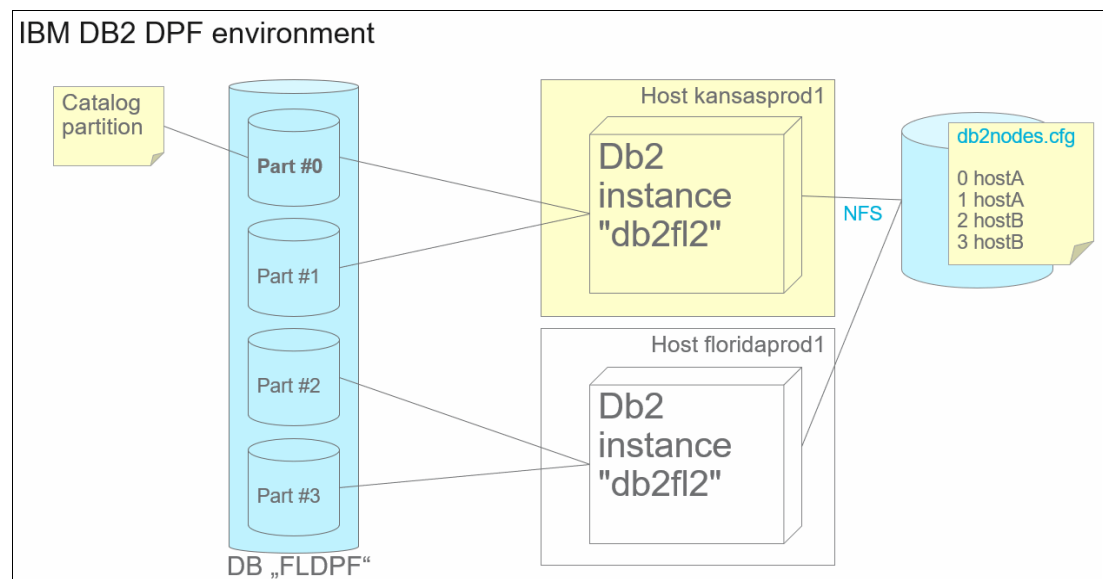 IBM DB2 DPF environment
Catalog
partition
Part #0
Part #1
Part #2
Part #3
DB „FLDPF“
Host kansasprod1
Db2
instance
"db2fl2"
Host floridaprod1
Db2
instance
"db2fl2"
NFS
db2nodes.cfg
0 hostA
1 hostA
2 hostB
3 hostB